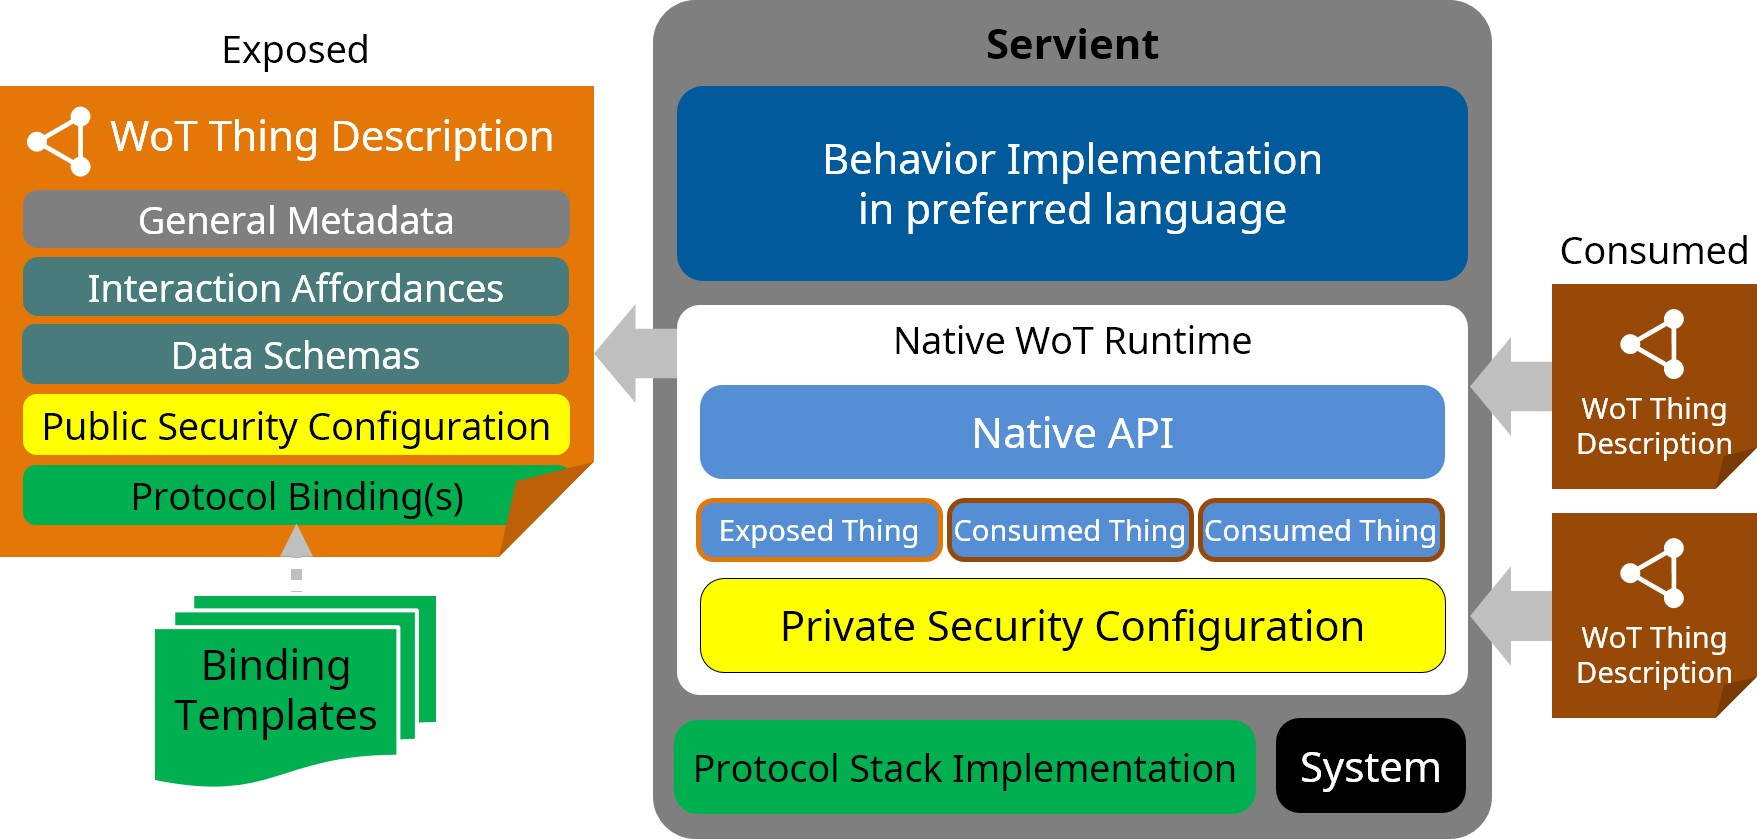 Exposed
WoT Thing Description
General Metadata
Interaction Affordances
Data Schemas
Public Security Configuration
Protocol Binding(s)
Binding
Templates
Servient
Behavior Implementation
in preferred language
Native WoT Runtime
Native API
Exposed Thing
Consumed Thing
Consumed Thing
Private Security Configuration
Protocol Stack Implementation
System
Consumed
WoT Thing
Description
WoT Thing
Description